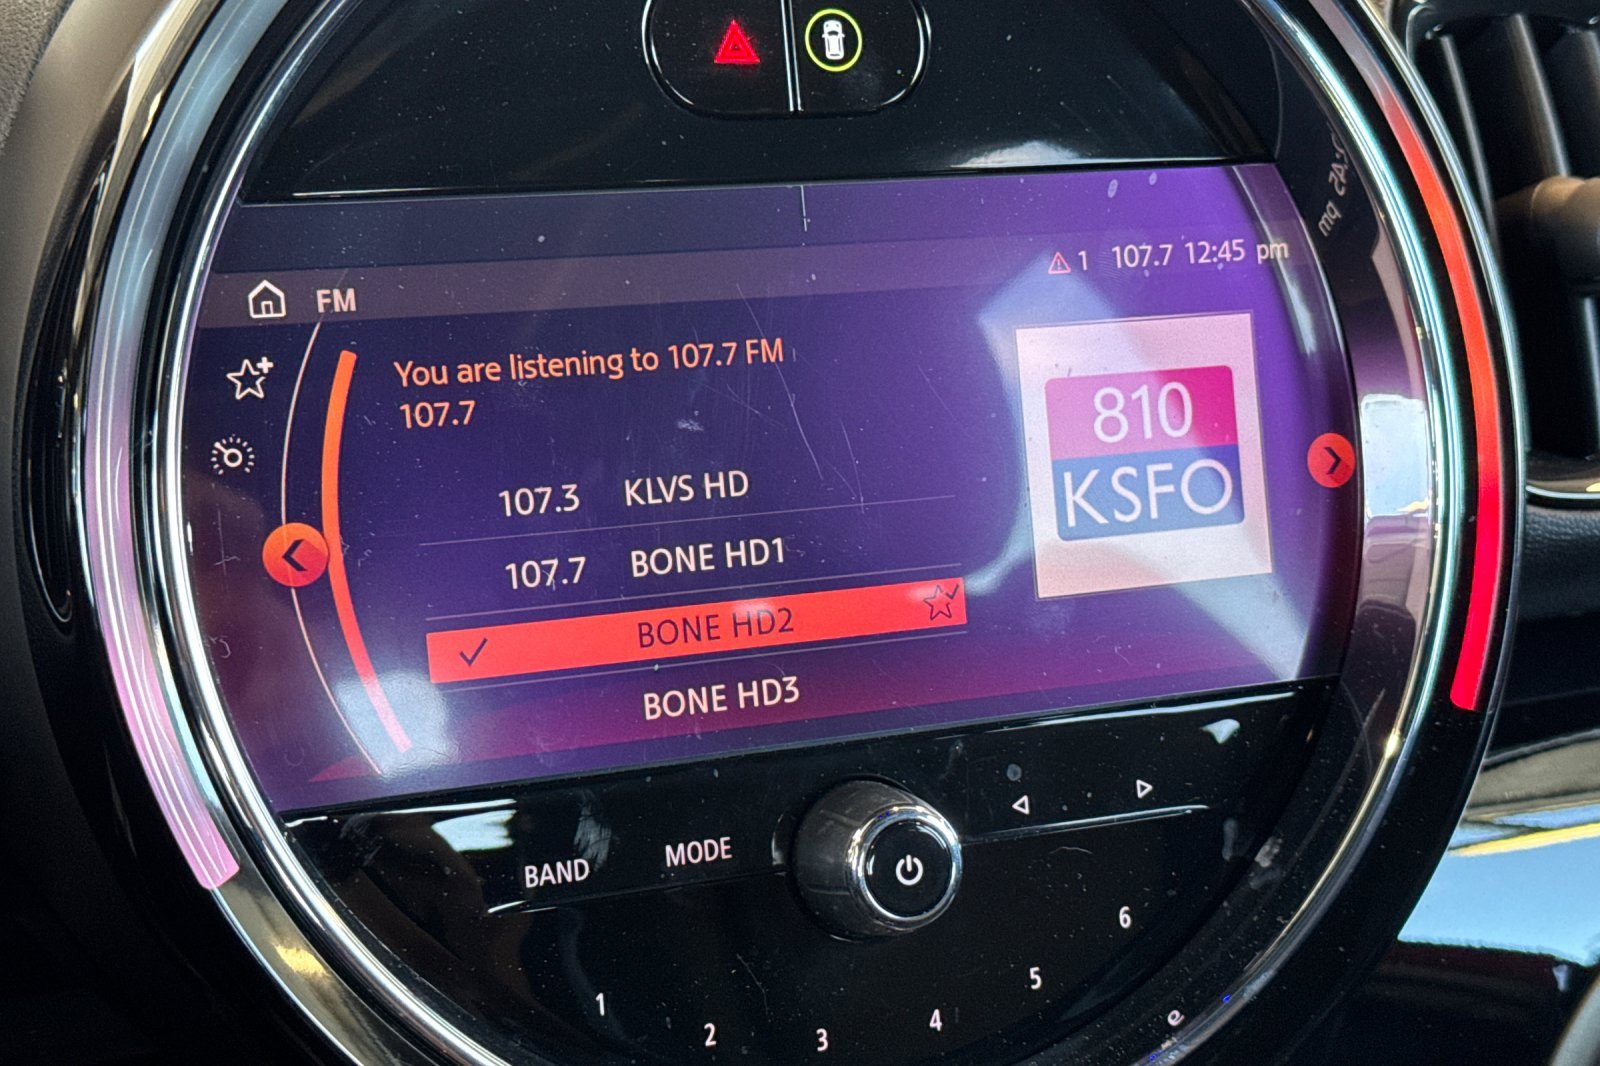 1 107.7 12:45 pm
FM
You are listening to 107.7 FM
107.7
810
KSFO
107.3 KLVS HD
107.7 BONE HD1
BONE HD2
BONE HD3
BAND MODE
1 2 3 4 5 6